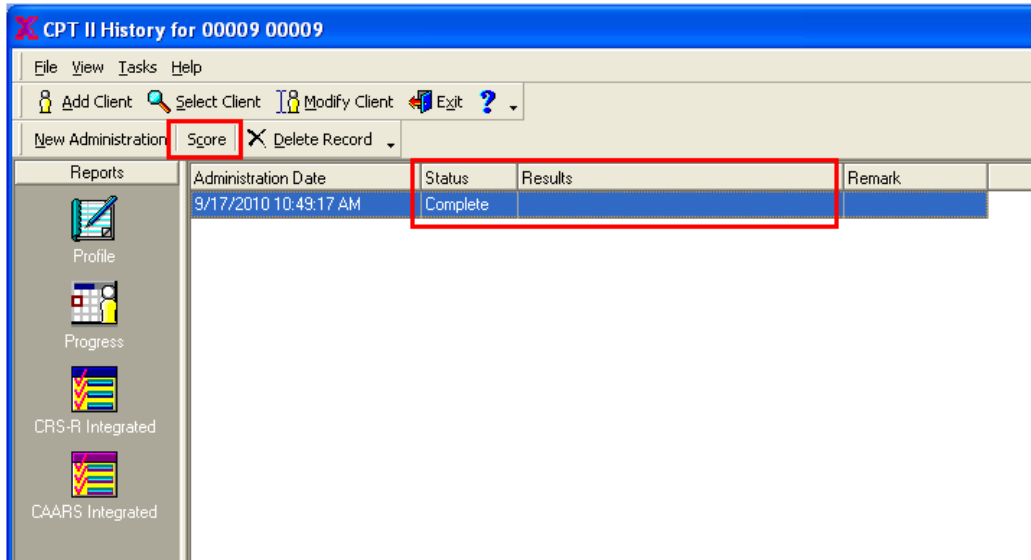 CPT II History for 00009 00009
File View Tasks Help
Add Client Select Client Modify Client Exit ?
New Administration Score Delete Record
Reports
Administration Date Status Results Remark
9/17/2010 10:49:17 AM Complete
Profile
Progress
CRS-R Integrated
CAARS Integrated